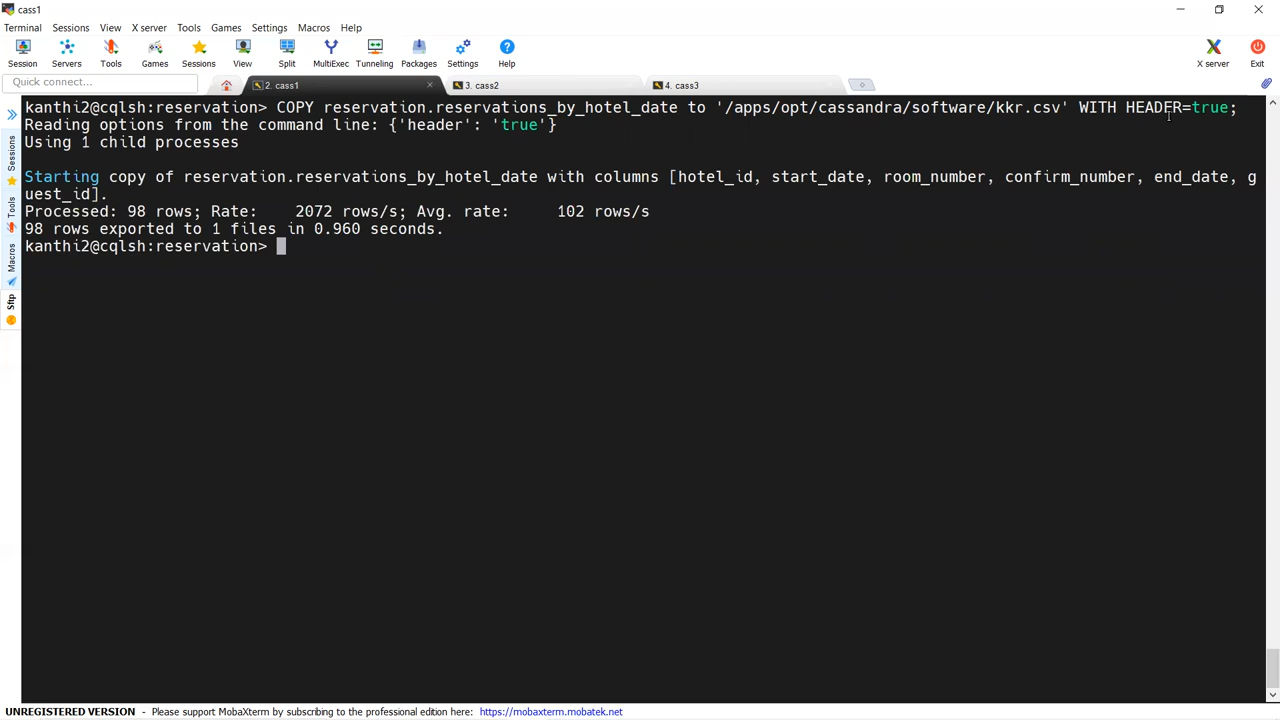 cass1
Terminal Sessions View X server Tools Games Settings Macros Help
Session Servers Tools Games Sessions View Split MultiExec Tunneling Packages Settings Help X server Exit
Quick connect...
2. cass1
3. cass2
4. cass3
Sessions
Tools
Macros
Sftp
kanthi2@cqlsh:reservation> COPY reservation.reservations_by_hotel_date to '/apps/opt/cassandra/software/kkr.csv' WITH HEADER=true;
Reading options from the command line: {'header': 'true'}
Using 1 child processes
Starting copy of reservation.reservations_by_hotel_date with columns [hotel_id, start_date, room_number, confirm_number, end_date, g
uest_id].
Processed: 98 rows; Rate:    2072 rows/s; Avg. rate:     102 rows/s
98 rows exported to 1 files in 0.960 seconds.
kanthi2@cqlsh:reservation>
UNREGISTERED VERSION - Please support MobaXterm by subscribing to the professional edition here: https://mobaxterm.mobatek.net